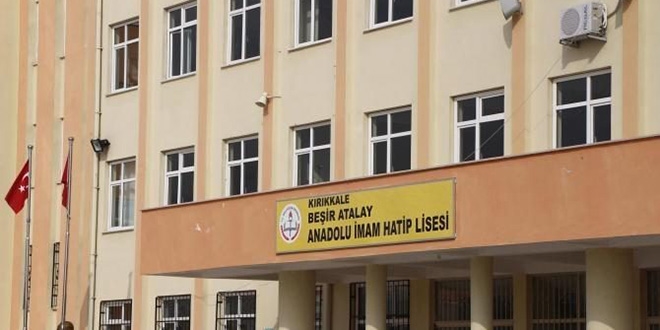 KIRIKKALE
BEŞİR ATALAY
ANADOLU İMAM HATİP LİSESİ